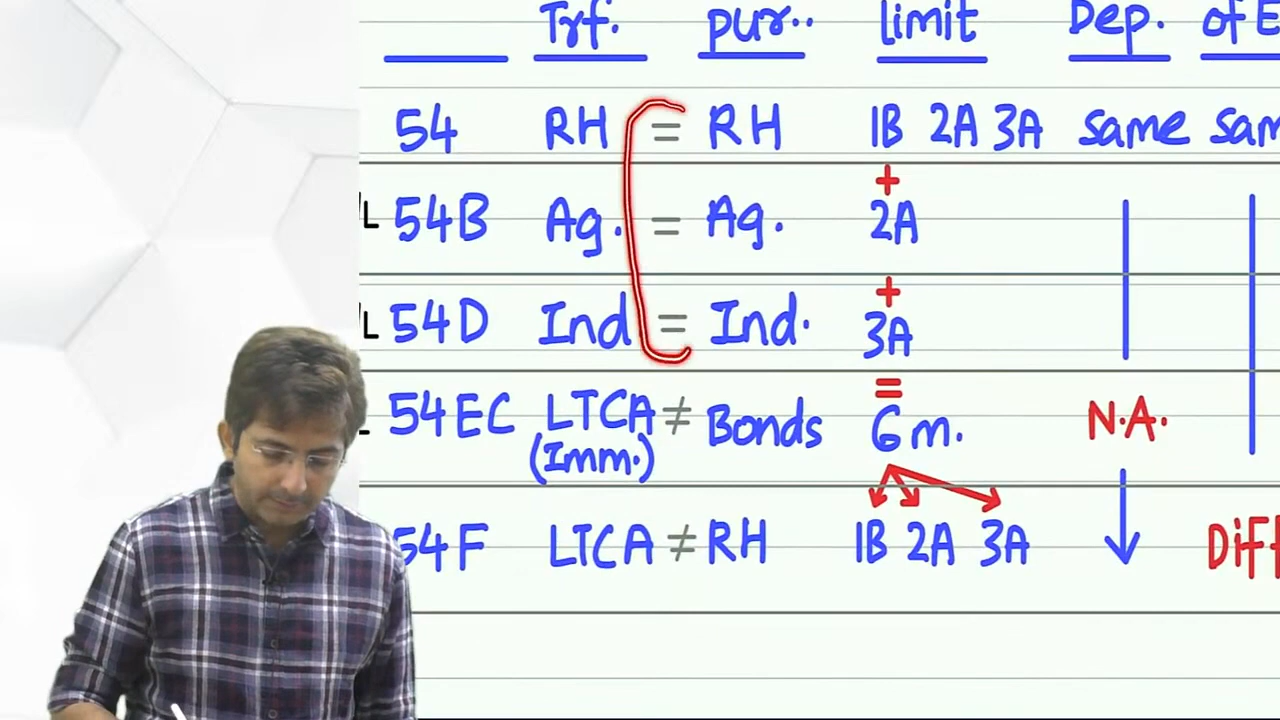 Trf. pur.. limit Dep. of E
54 RH = RH 1B 2A 3A same sam
+
L 54B Ag. = Ag. 2A
+
L 54D Ind = Ind. 3A
=
54EC LTCA ≠ Bonds 6 m. N.A.
(Imm.)
54F LTCA ≠ RH 1B 2A 3A Diff